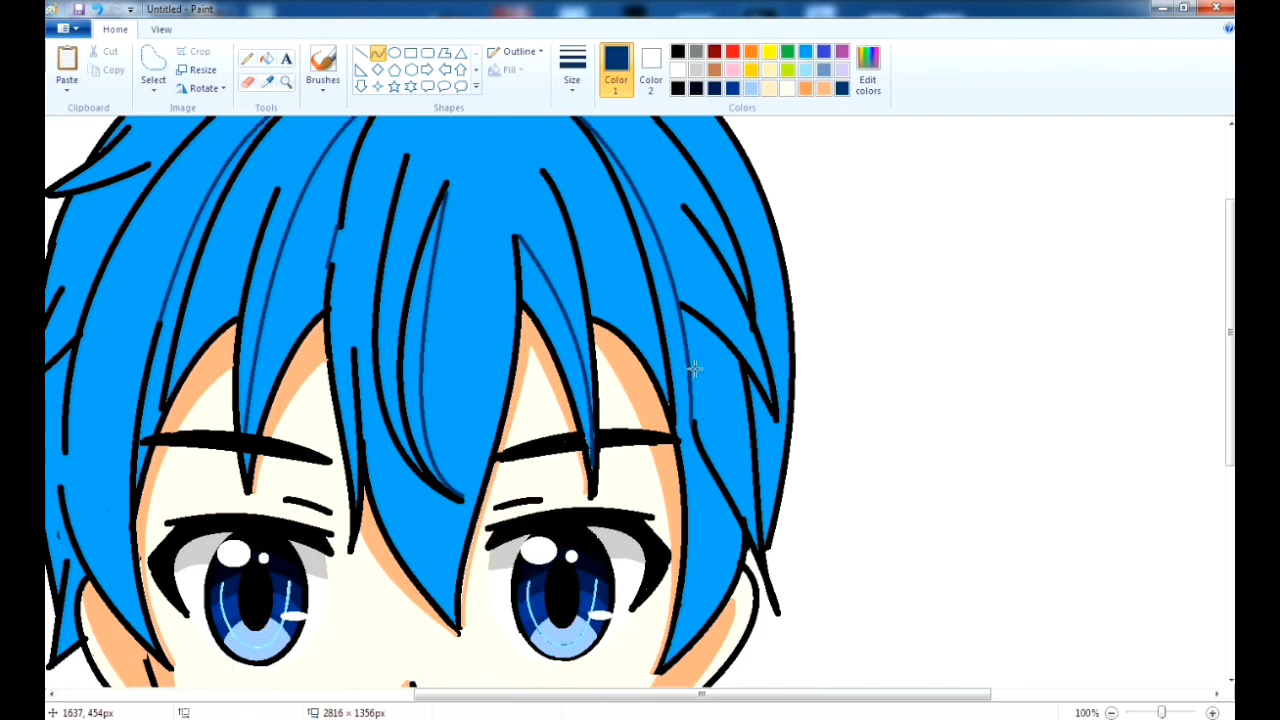 Untitled - Paint
Home View
Paste
Cut
Copy
Clipboard
Select
Crop
Resize
Rotate
Image
A
Tools
Brushes
Outline
Fill
Shapes
Size
Color 1
Color 2
Edit colors
Colors
1637, 454px
2816 × 1356px
100%